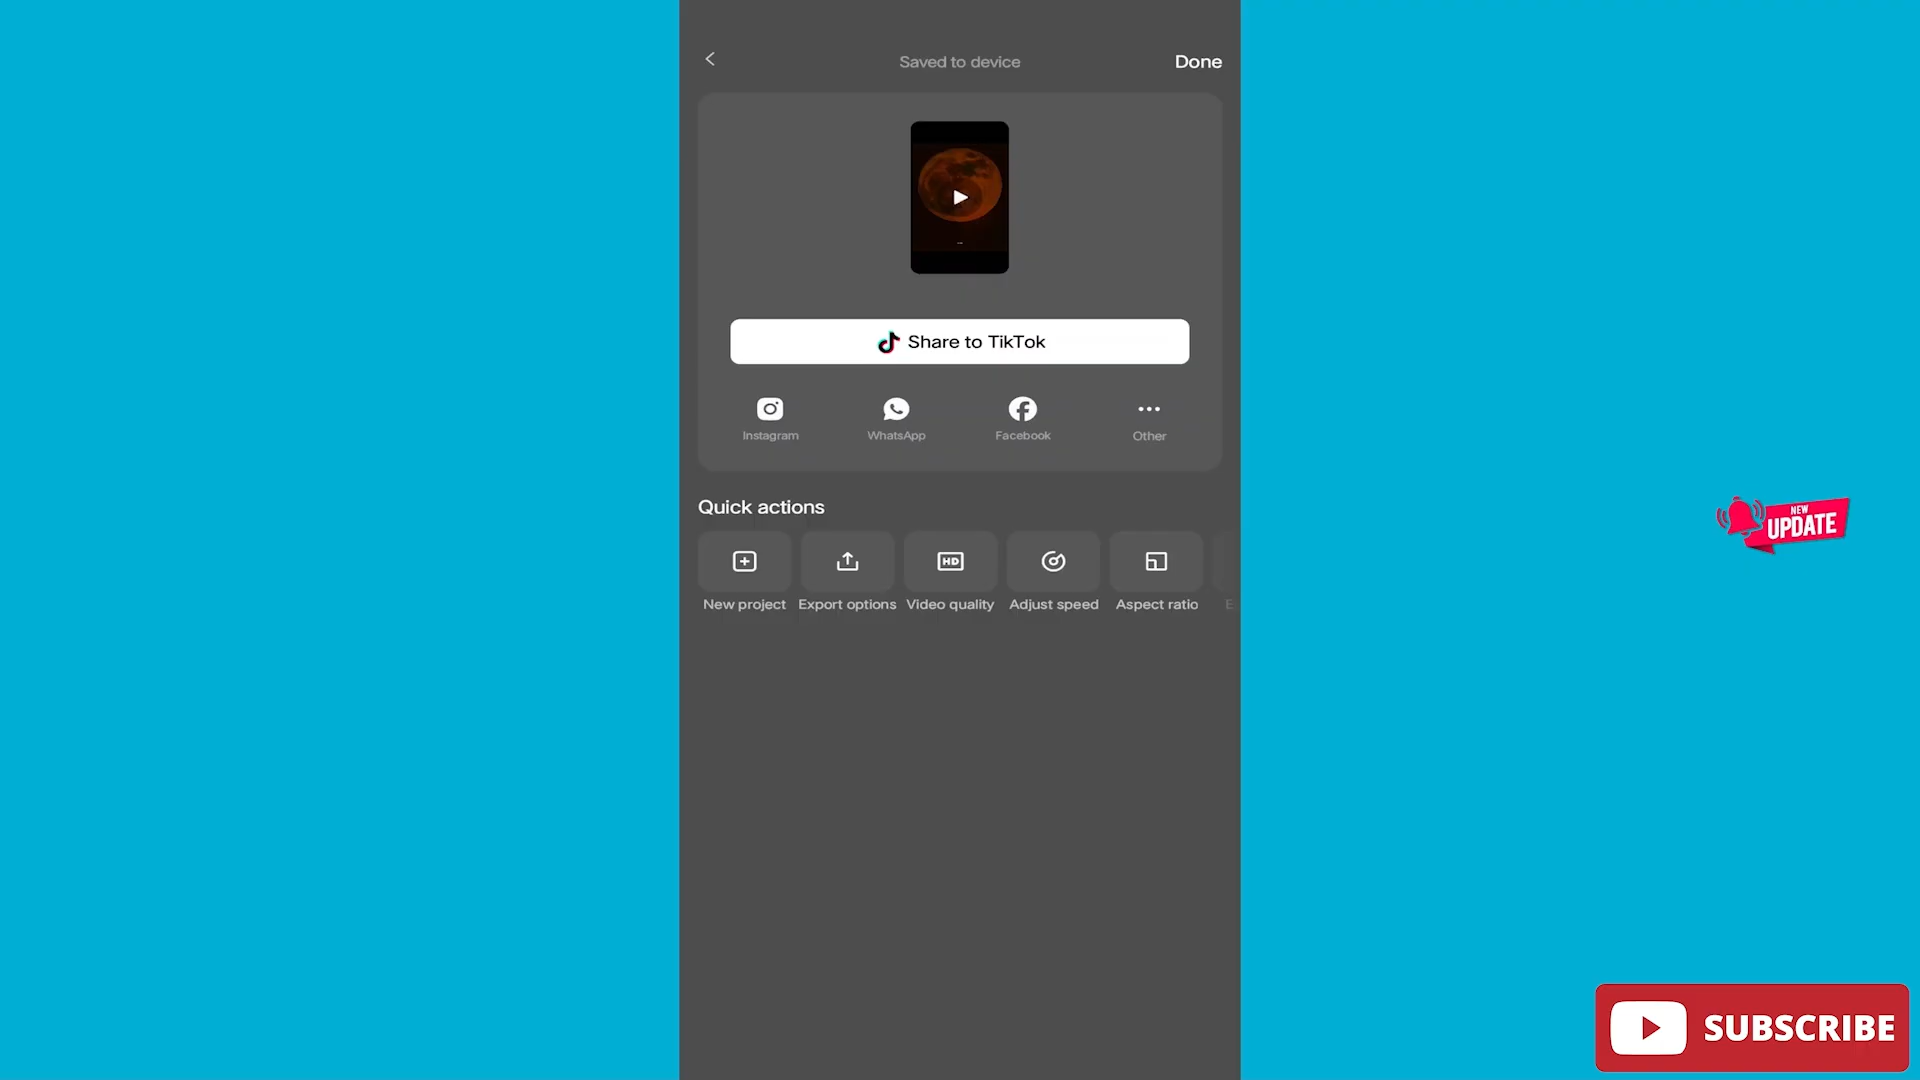 Saved to device
Done
Share to TikTok
Instagram
WhatsApp
Facebook
Other
Quick actions
HD
New project
Export options
Video quality
Adjust speed
Aspect ratio
NEW
UPDATE
SUBSCRIBE